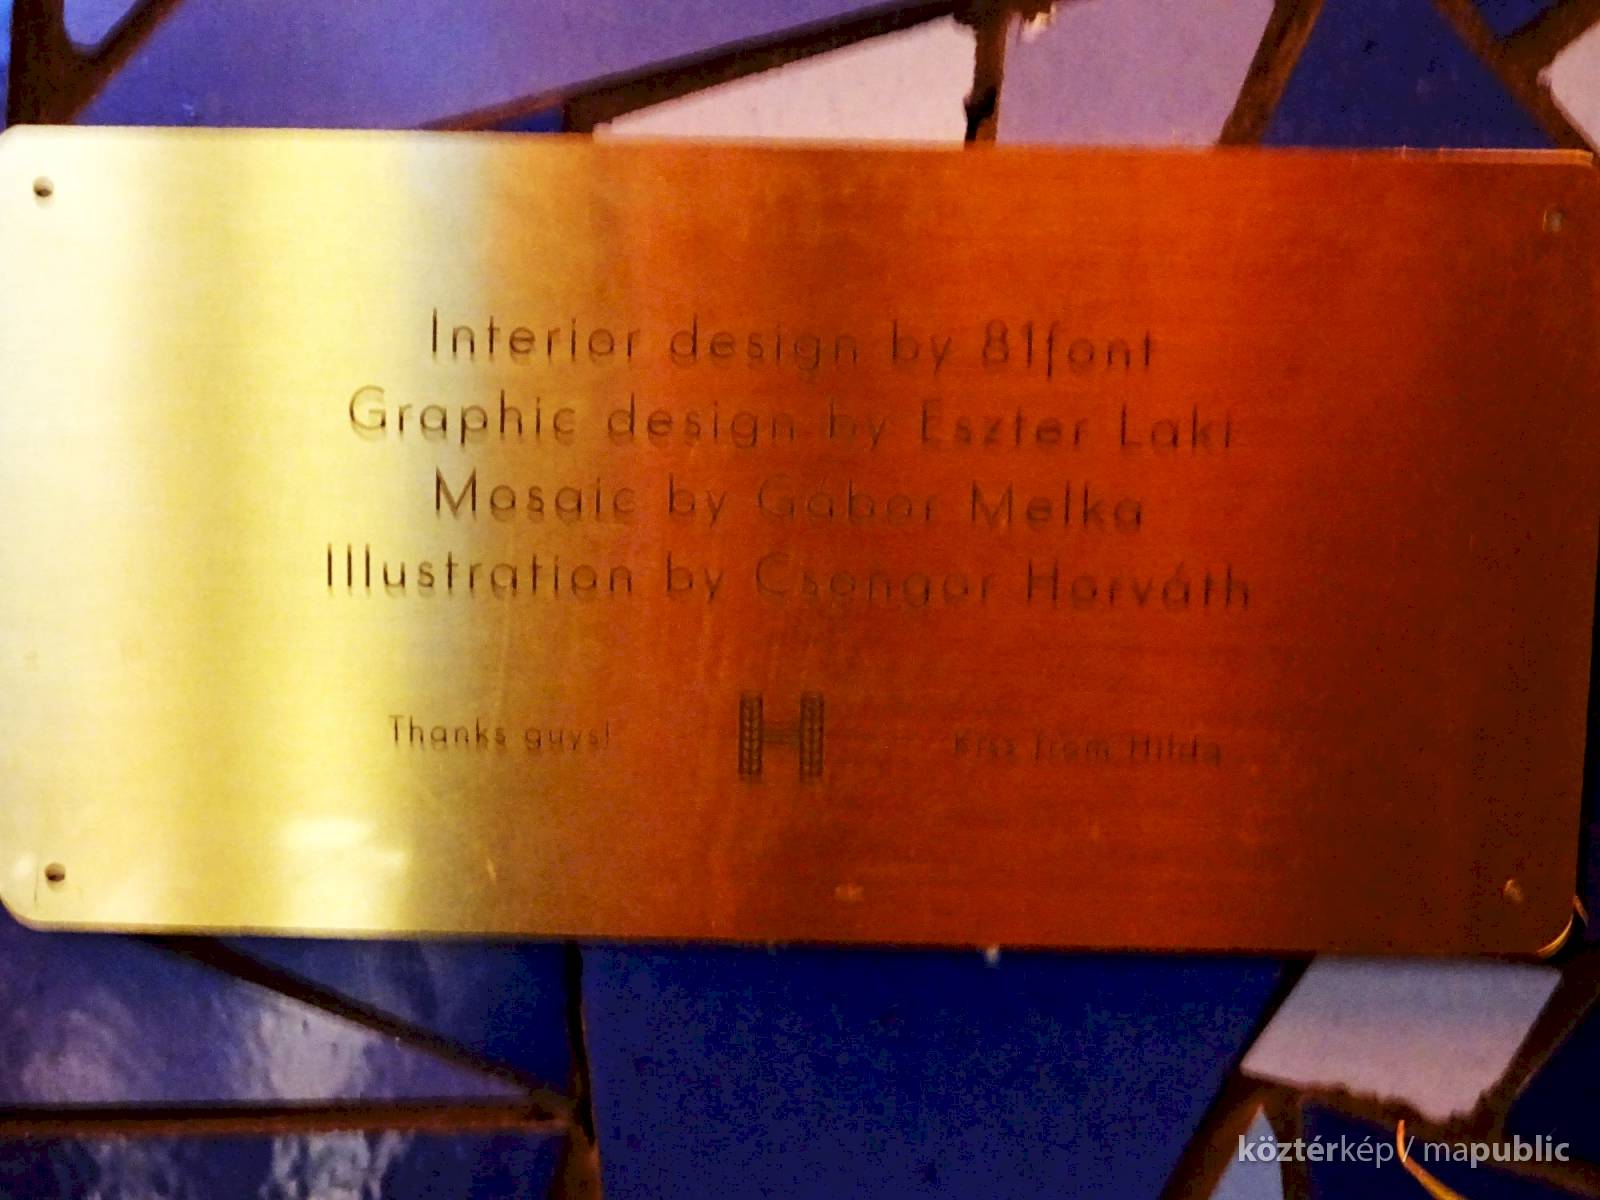 Interior design by 81font
Graphic design by Eszter Laki
Mosaic by Gábor Melka
Illustration by Csongor Horváth
Thanks guys!
H
Kiss from Hilda
köztérkép / mapublic